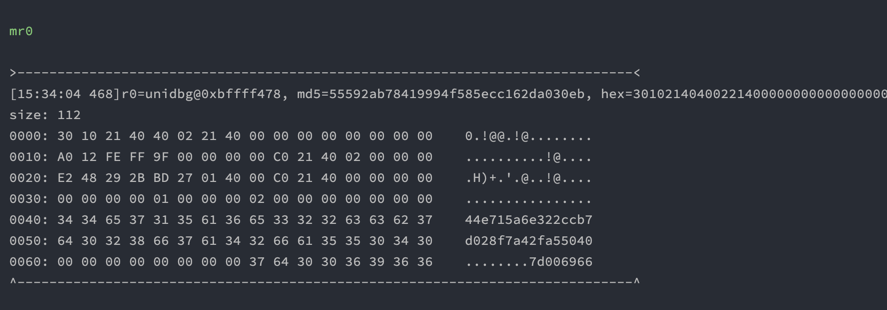 mr0
>-----------------------------------------------------------------------------<
[15:34:04 468]r0=unidbg@0xbffff478, md5=55592ab78419994f585ecc162da030eb, hex=30102140400221400000000000000000
size: 112
0000: 30 10 21 40 40 02 21 40 00 00 00 00 00 00 00 00    0.!@@.!@........
0010: A0 12 FE FF 9F 00 00 00 00 C0 21 40 02 00 00 00    ..........!@....
0020: E2 48 29 2B BD 27 01 40 00 C0 21 40 00 00 00 00    .H)+.'.@..!@....
0030: 00 00 00 00 01 00 00 00 02 00 00 00 00 00 00 00    ................
0040: 34 34 65 37 31 35 61 36 65 33 32 32 63 63 62 37    44e715a6e322ccb7
0050: 64 30 32 38 66 37 61 34 32 66 61 35 35 30 34 30    d028f7a42fa55040
0060: 00 00 00 00 00 00 00 00 37 64 30 30 36 39 36 36    ........7d006966
^-----------------------------------------------------------------------------^